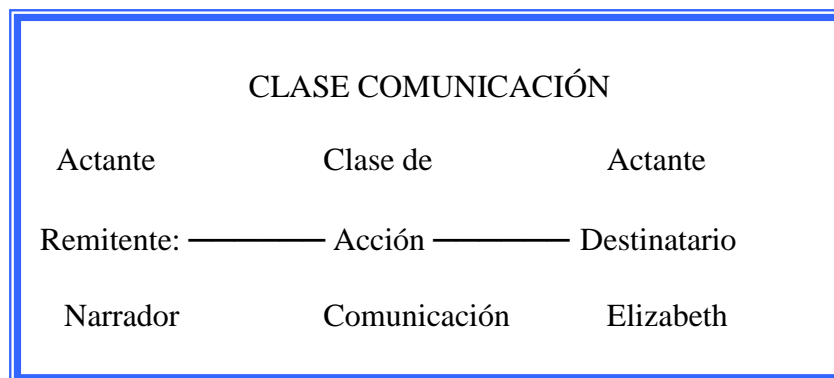 CLASE COMUNICACIÓN
Actante Clase de Actante
Remitente: Acción Destinatario
Narrador Comunicación Elizabeth